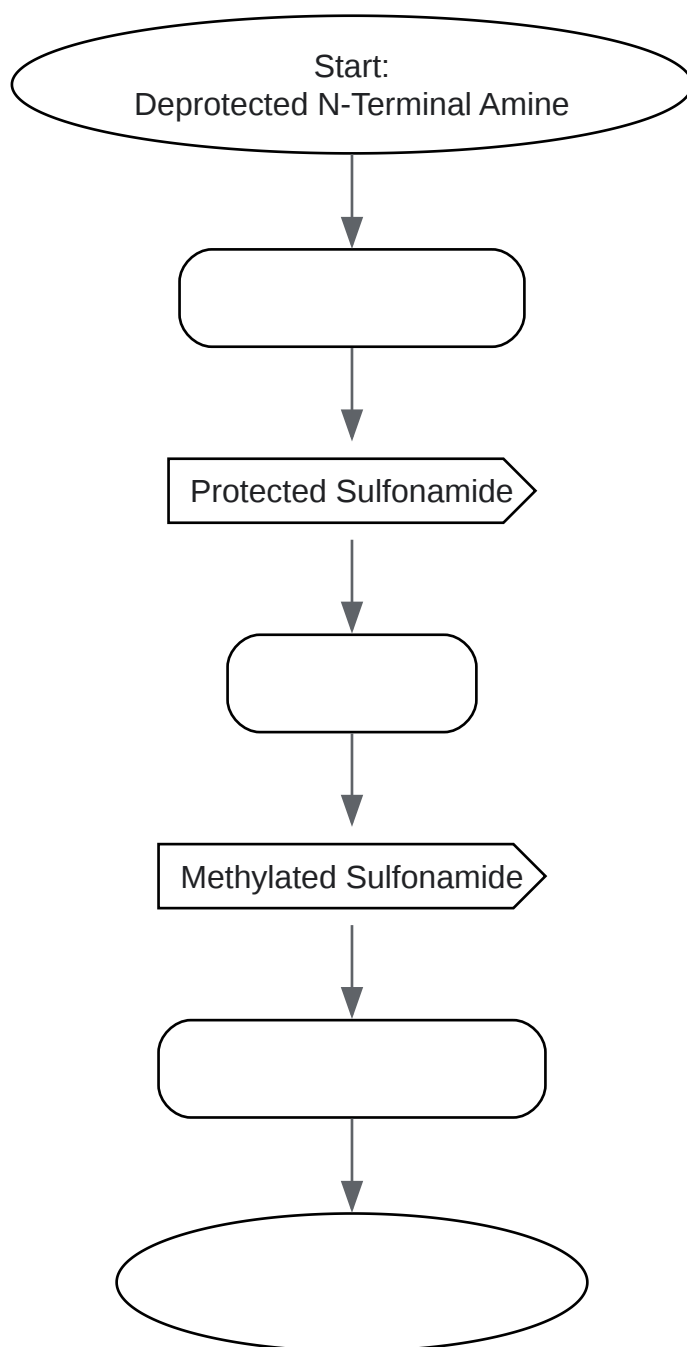 Start:
Deprotected N-Terminal Amine
Protected Sulfonamide
Methylated Sulfonamide